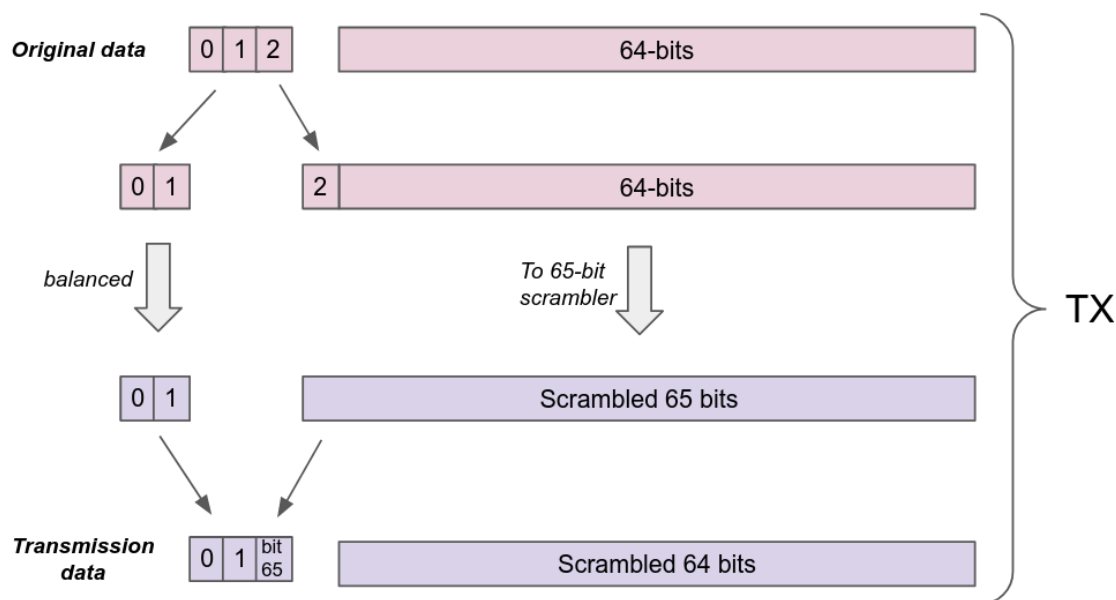 Original data
0 1 2
64-bits
0 1
2
64-bits
balanced
To 65-bit
scrambler
TX
0 1
Scrambled 65 bits
Transmission
data
0 1 bit
65
Scrambled 64 bits